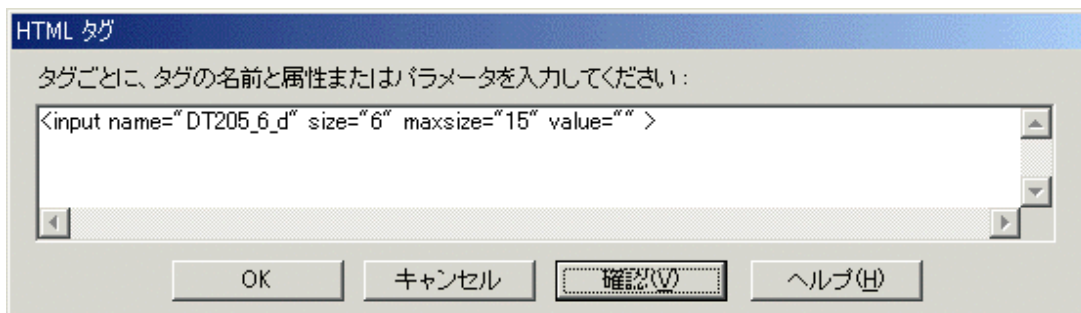 HTML タグ
タグごとに、タグの名前と属性またはパラメータを入力してください:
<input name="DT205_6_d" size="6" maxsize="15" value="" >
OK キャンセル 確認(V) ヘルプ(H)